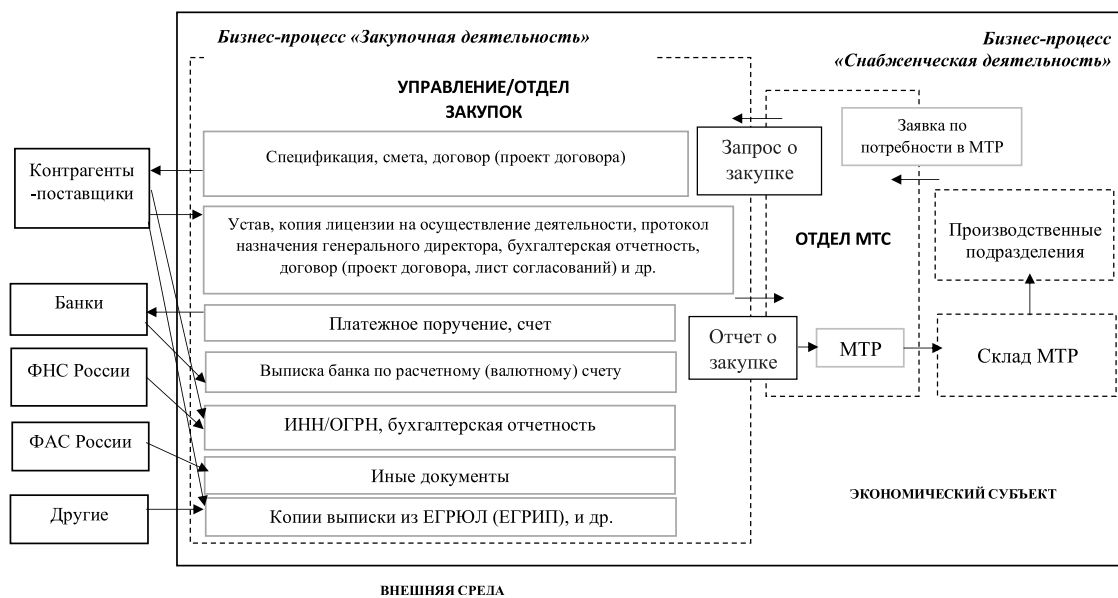 Бизнес-процесс «Закупочная деятельность»
Бизнес-процесс
«Снабженческая деятельность»
УПРАВЛЕНИЕ/ОТДЕЛ
ЗАКУПОК
Контрагенты
-поставщики
Спецификация, смета, договор (проект договора)
Запрос о
закупке
Заявка по
потребности в МТР
Устав, копия лицензии на осуществление деятельности, протокол
назначения генерального директора, бухгалтерская отчетность,
договор (проект договора, лист согласований) и др.
ОТДЕЛ МТС
Производственные
подразделения
Банки
Платежное поручение, счет
Отчет о
закупке
МТР
Склад МТР
ФНС России
Выписка банка по расчетному (валютному) счету
ИНН/ОГРН, бухгалтерская отчетность
ФАС России
Иные документы
Другие
Копии выписки из ЕГРЮЛ (ЕГРИП), и др.
ЭКОНОМИЧЕСКИЙ СУБЪЕКТ
ВНЕШНЯЯ СРЕДА